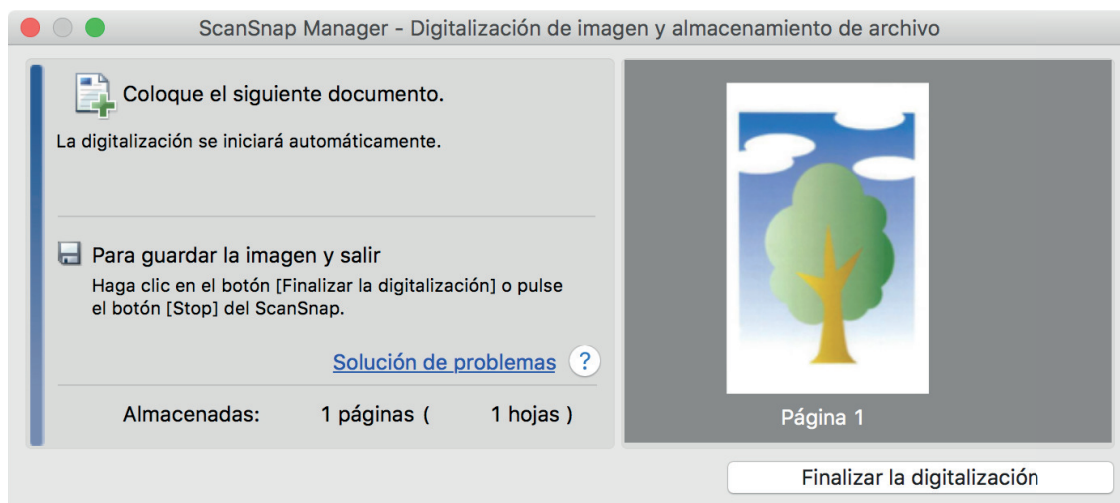 ScanSnap Manager - Digitalización de imagen y almacenamiento de archivo
Coloque el siguiente documento.
La digitalización se iniciará automáticamente.
Para guardar la imagen y salir
Haga clic en el botón [Finalizar la digitalización] o pulse
el botón [Stop] del ScanSnap.
Solución de problemas ?
Almacenadas: 1 páginas ( 1 hojas )
Página 1
Finalizar la digitalización